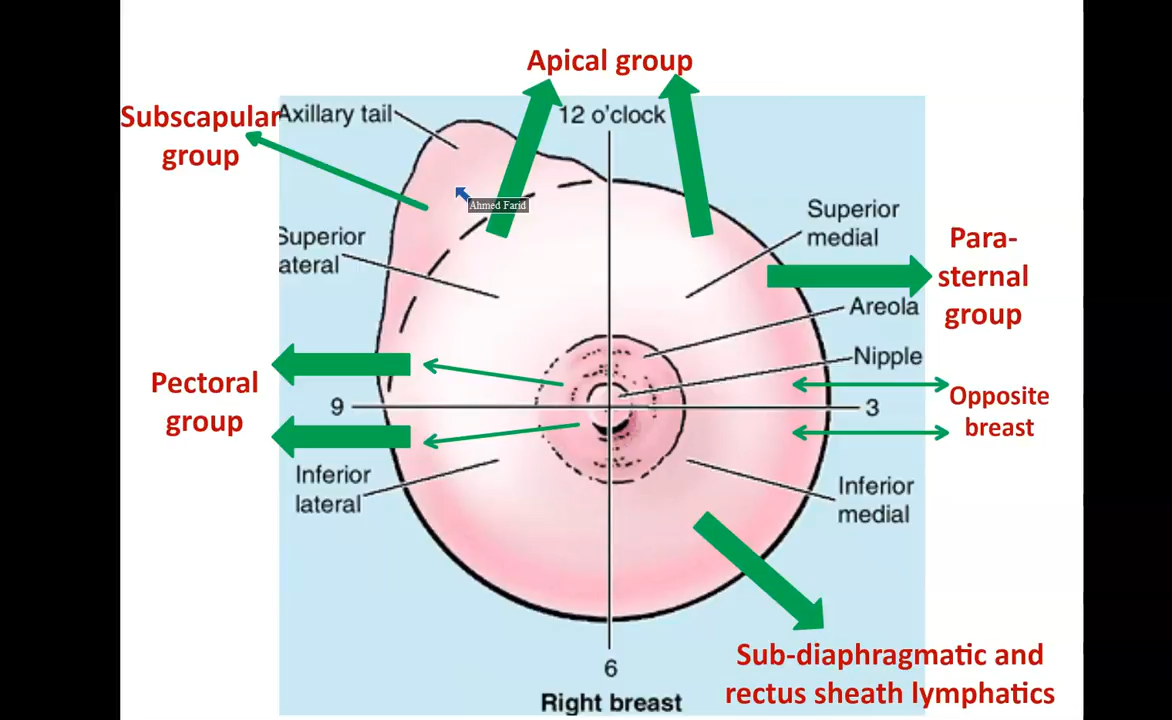 Apical group
Subscapular
group
Axillary tail
12 o'clock
Ahmed Farid
Superior
medial
Superior
ateral
Para-
sternal
group
Areola
Nipple
Pectoral
group
9
3
Opposite
breast
Inferior
lateral
Inferior
medial
Sub-diaphragmatic and
rectus sheath lymphatics
6
Right breast